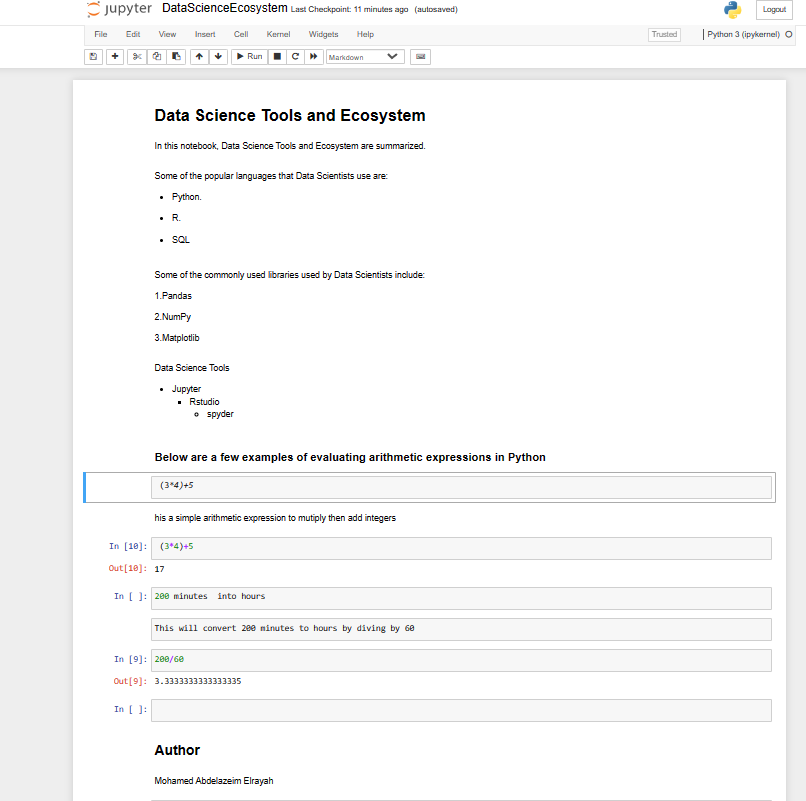 jupyter DataScienceEcosystem Last Checkpoint: 11 minutes ago (autosaved)
Logout
File Edit View Insert Cell Kernel Widgets Help
Trusted
Python 3 (ipykernel)
Run
Markdown
Data Science Tools and Ecosystem
In this notebook, Data Science Tools and Ecosystem are summarized.
Some of the popular languages that Data Scientists use are:
Python.
R.
SQL
Some of the commonly used libraries used by Data Scientists include:
1.Pandas
2.NumPy
3.Matplotlib
Data Science Tools
Jupyter
Rstudio
spyder
Below are a few examples of evaluating arithmetic expressions in Python
(3*4)+5
his a simple arithmetic expression to mutiply then add integers
In [10]: (3*4)+5
Out[10]: 17
In [ ]: 200 minutes  into hours
This will convert 200 minutes to hours by diving by 60
In [9]: 200/60
Out[9]: 3.3333333333333335
In [ ]:
Author
Mohamed Abdelazeim Elrayah